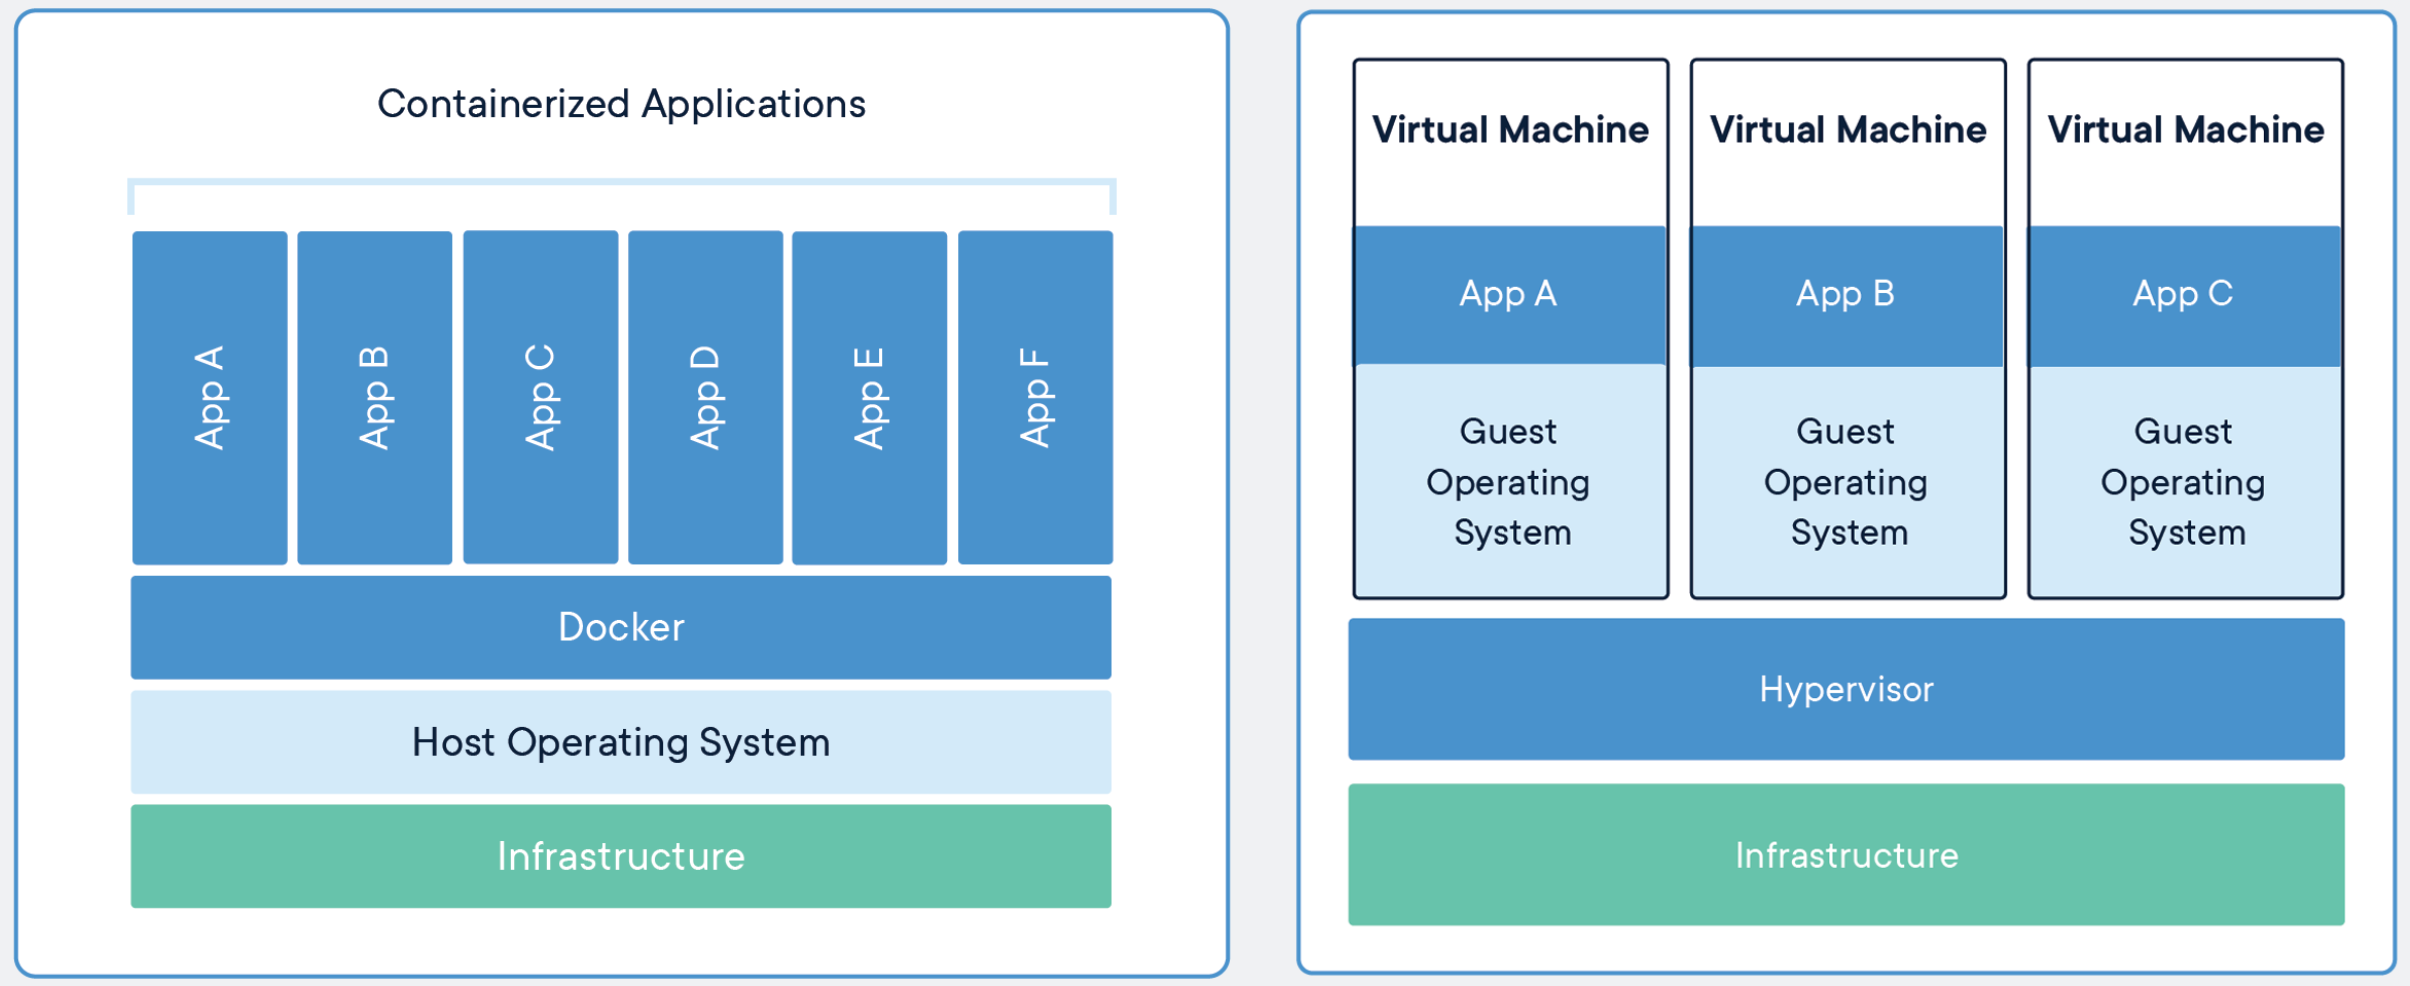 Containerized Applications
App A
App B
App C
App D
App E
App F
Docker
Host Operating System
Infrastructure
Virtual Machine
App A
Guest
Operating
System
Virtual Machine
App B
Guest
Operating
System
Virtual Machine
App C
Guest
Operating
System
Hypervisor
Infrastructure